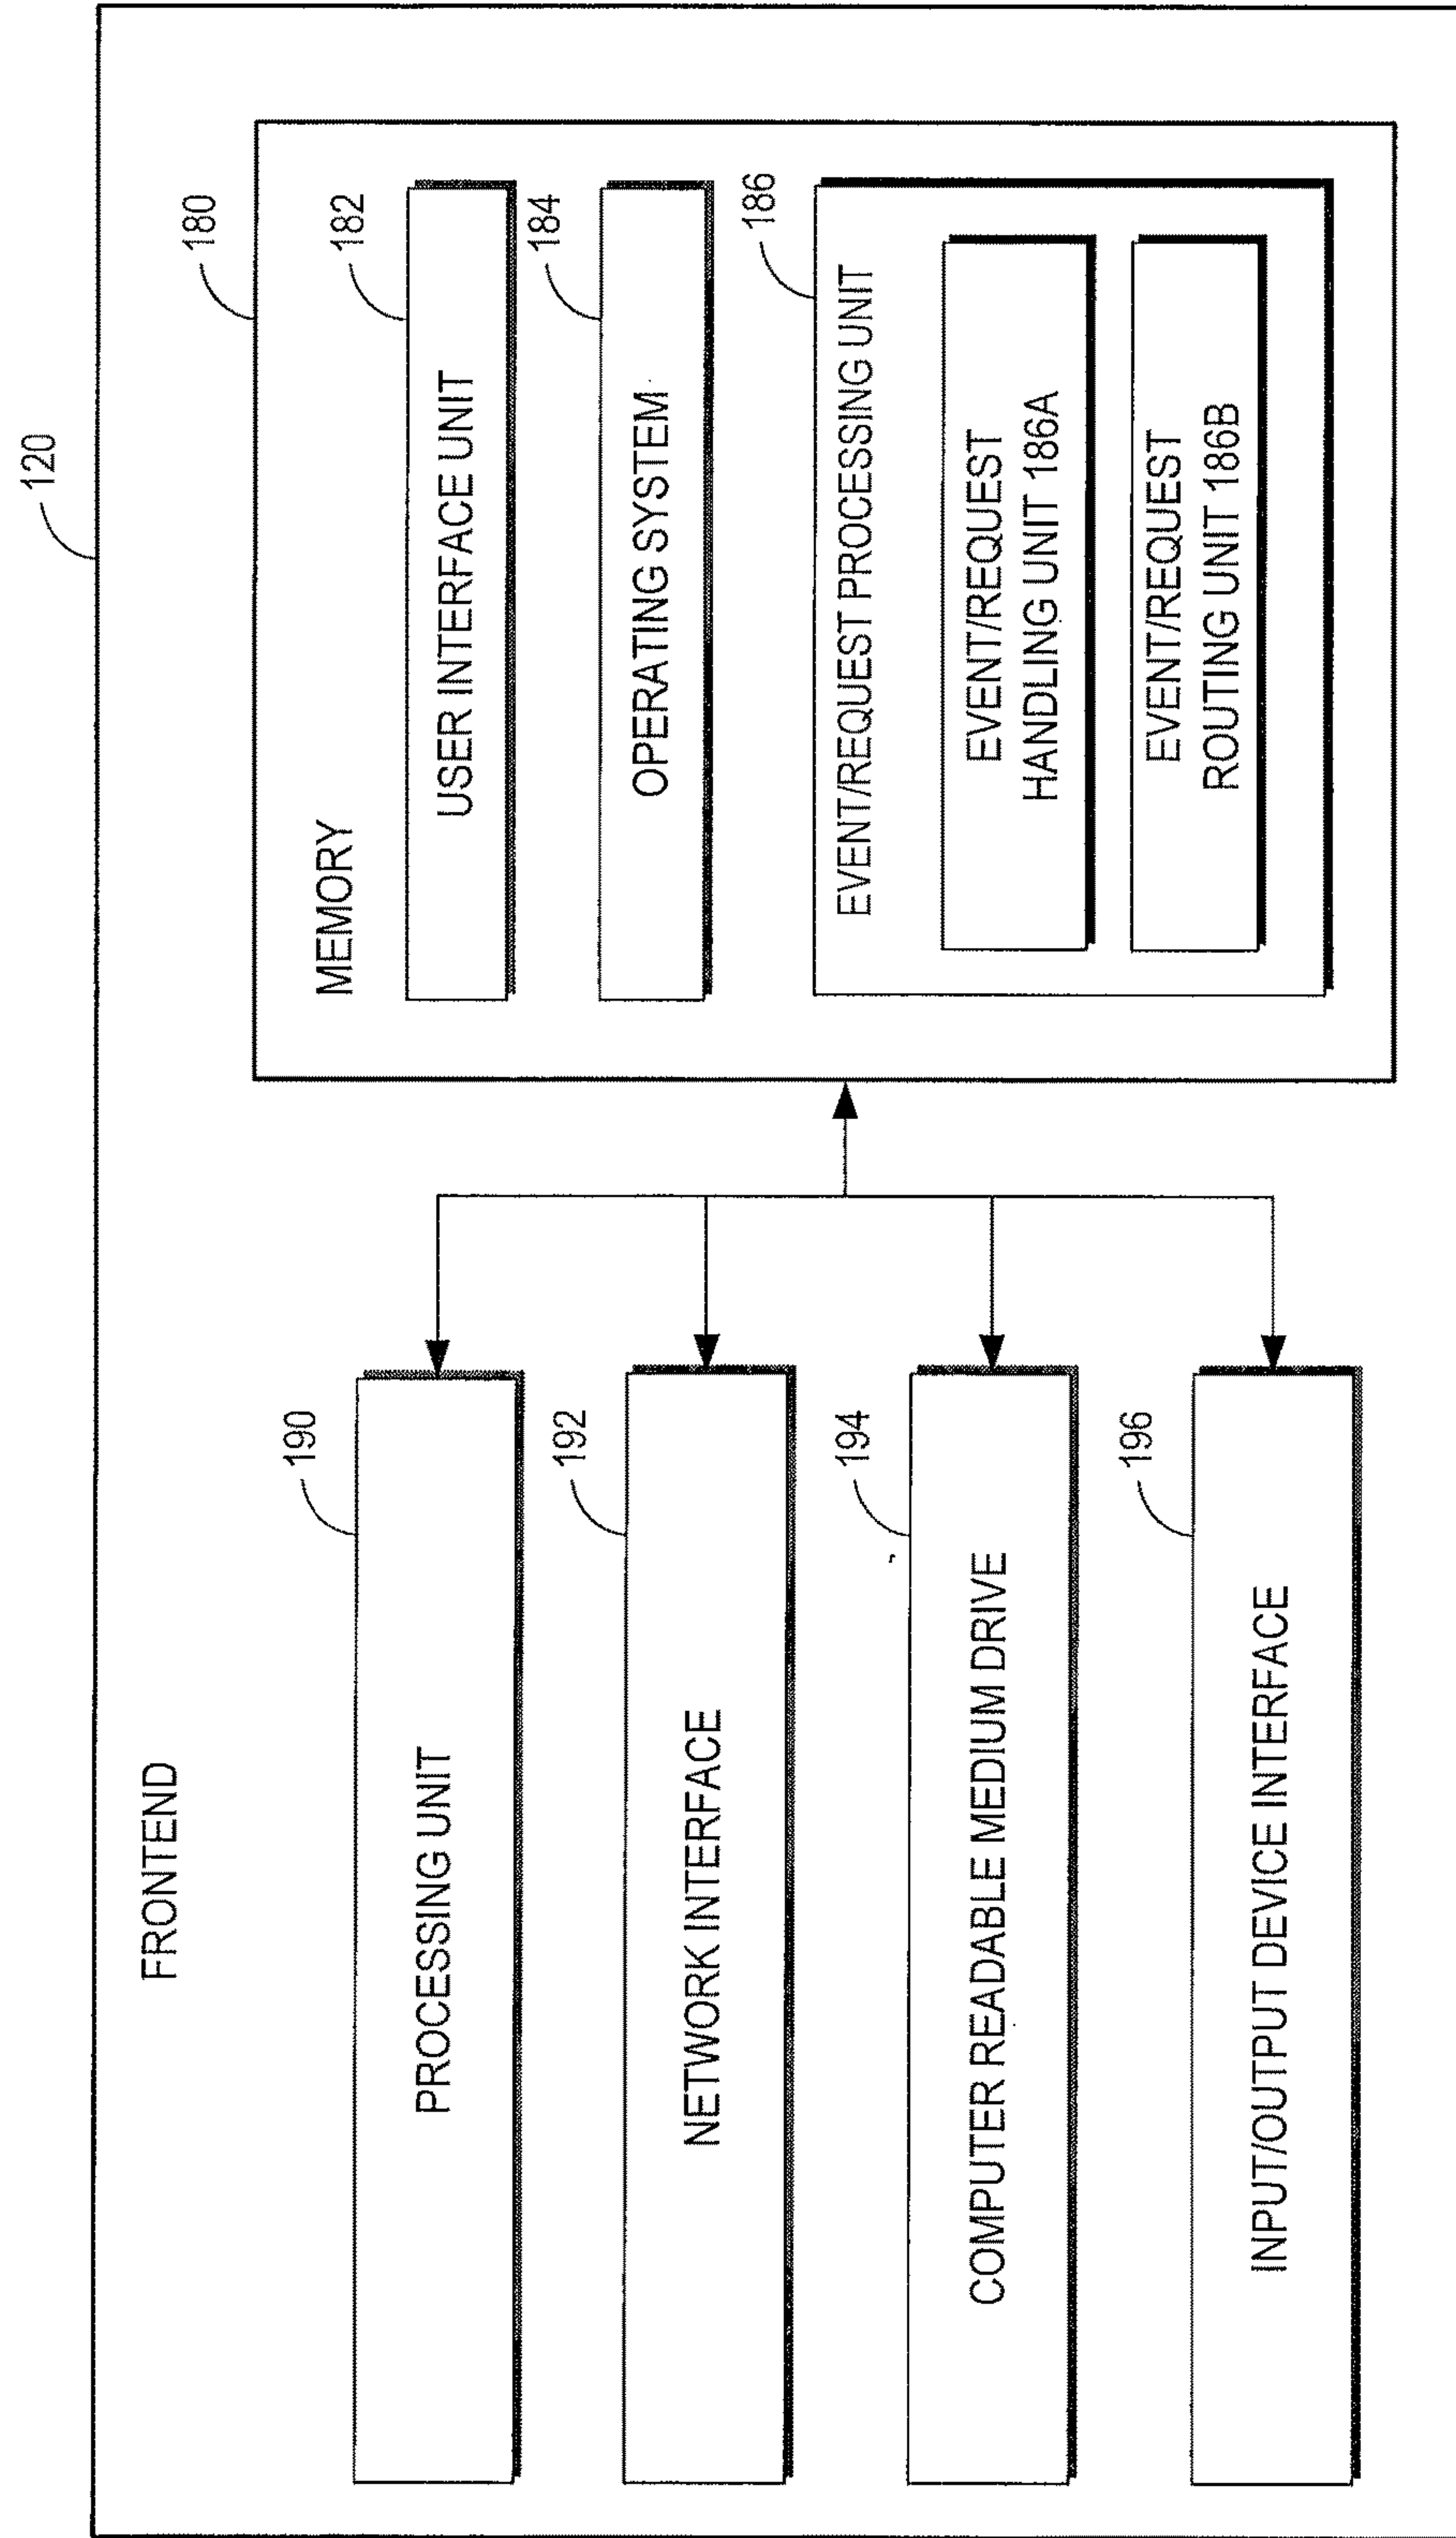 120
FRONTEND
190
PROCESSING UNIT
192
NETWORK INTERFACE
194
COMPUTER READABLE MEDIUM DRIVE
196
INPUT/OUTPUT DEVICE INTERFACE
180
MEMORY
182
USER INTERFACE UNIT
184
OPERATING SYSTEM
186
EVENT/REQUEST PROCESSING UNIT
EVENT/REQUEST
HANDLING UNIT 186A
EVENT/REQUEST
ROUTING UNIT 186B